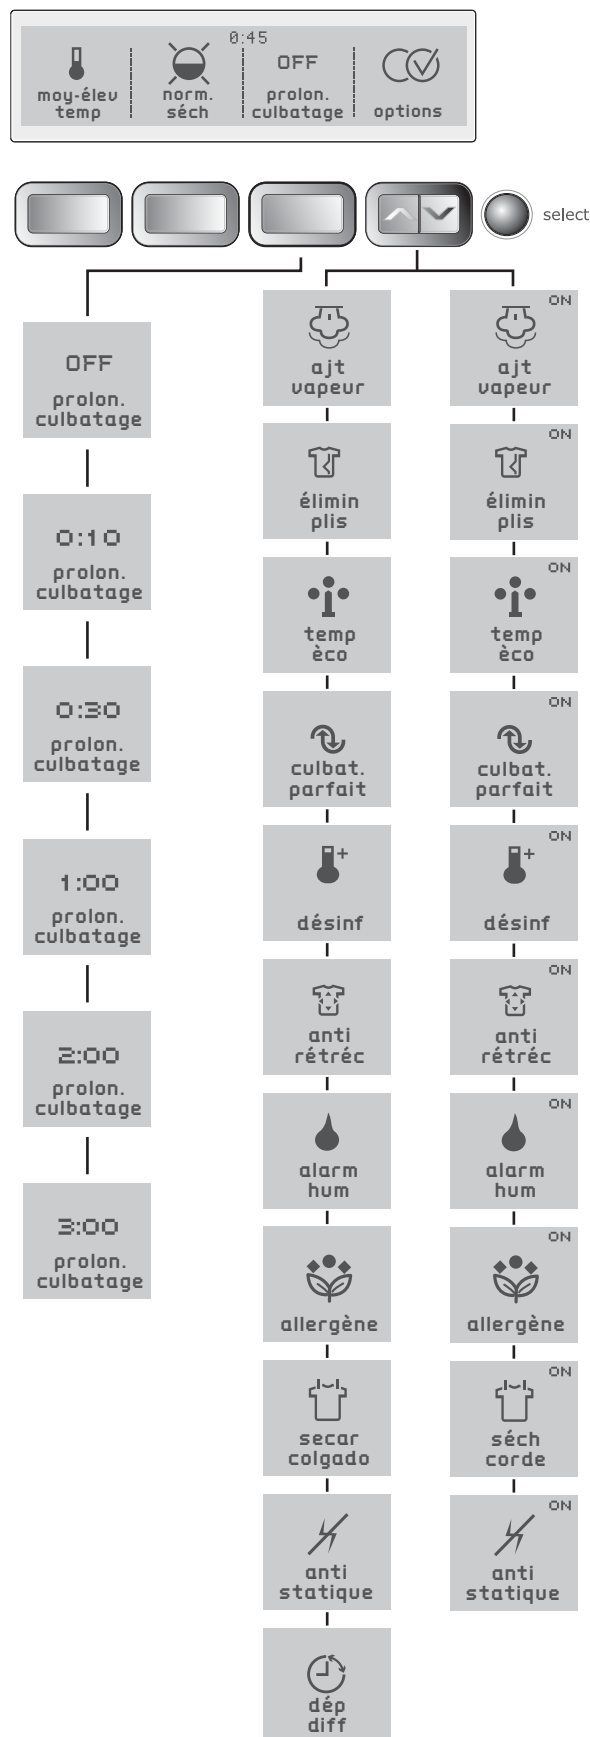 0:45
moy-élev
temp
norm.
séch
OFF
prolon.
culbatage
options
select
OFF
prolon.
culbatage
0:10
prolon.
culbatage
0:30
prolon.
culbatage
1:00
prolon.
culbatage
2:00
prolon.
culbatage
3:00
prolon.
culbatage
ajt
vapeur
élimin
plis
temp
èco
culbat.
parfait
désinf
anti
rétréc
alarm
hum
allergène
secar
colgado
anti
statique
dép
diff
ON
ajt
vapeur
ON
élimin
plis
ON
temp
èco
ON
culbat.
parfait
ON
désinf
ON
anti
rétréc
ON
alarm
hum
ON
allergène
ON
séch
corde
ON
anti
statique